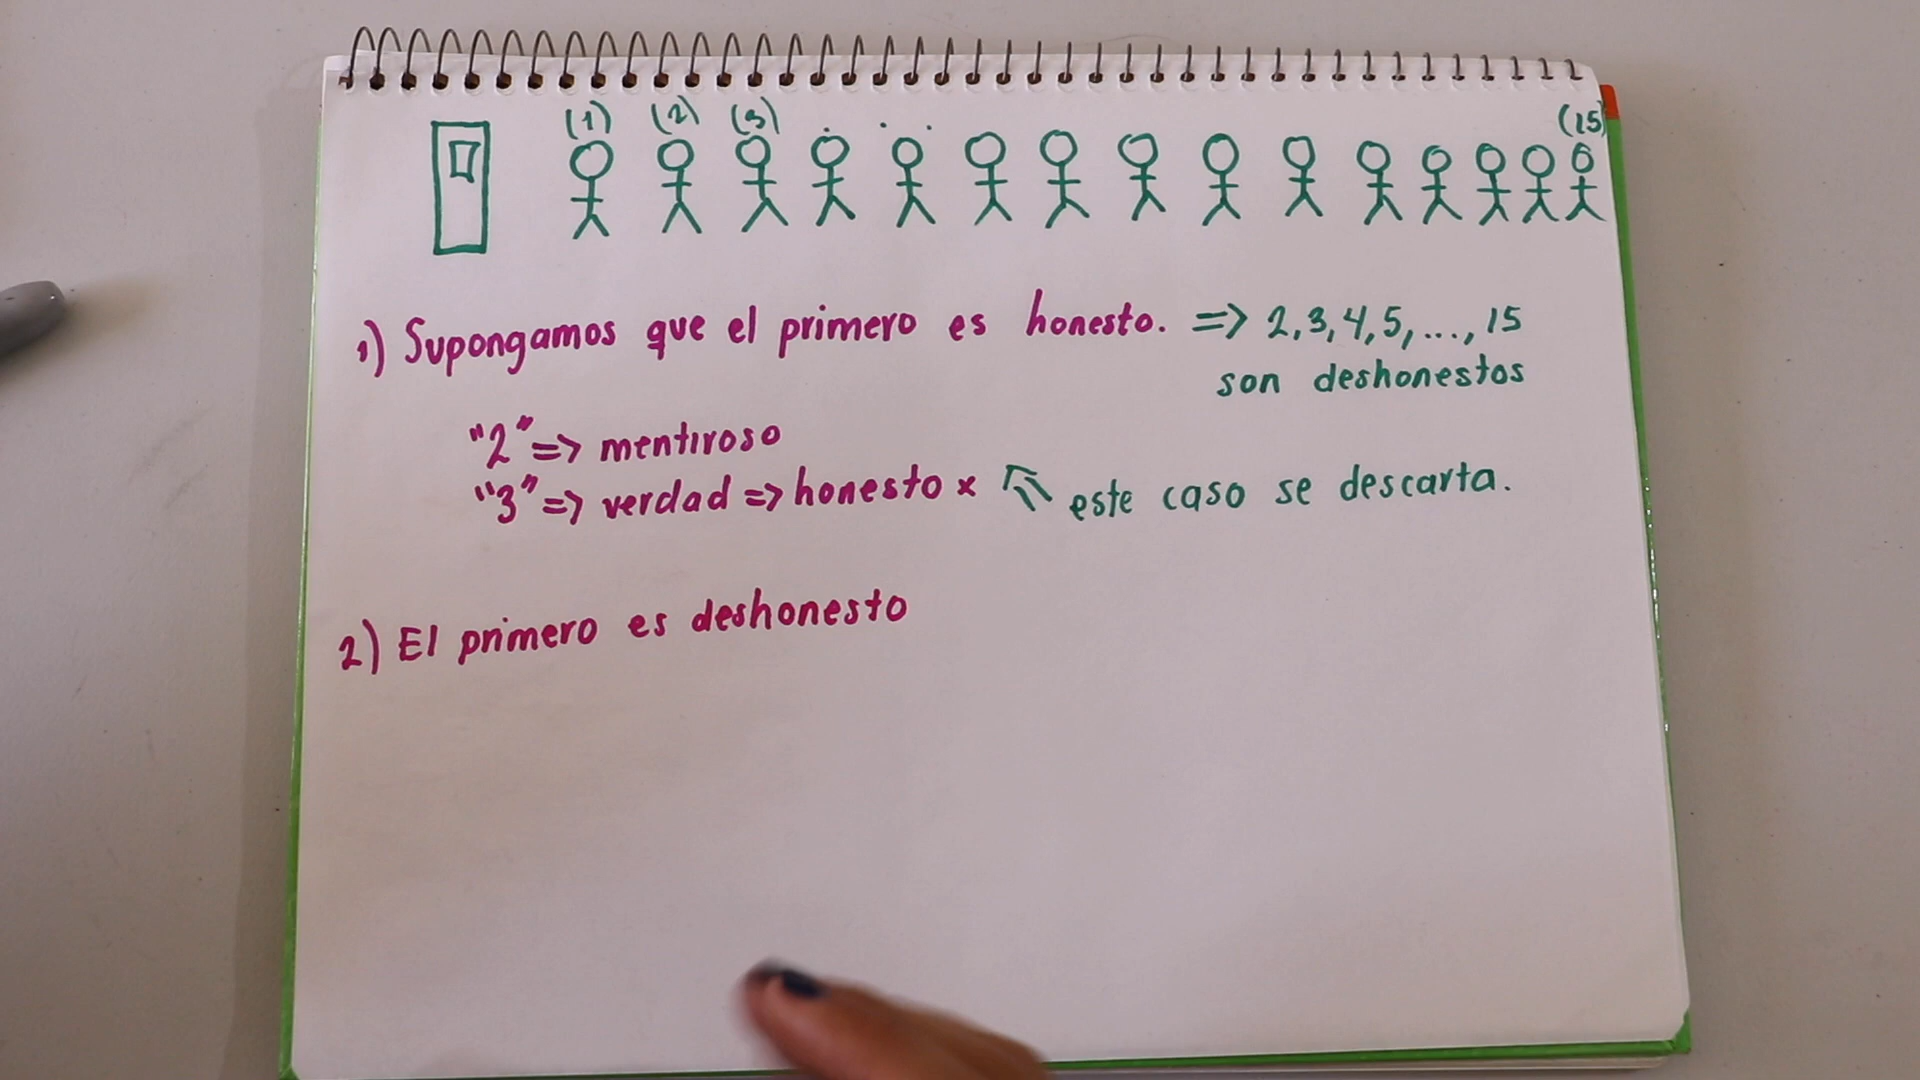 (1) (2) (3) . . . (15)
1) Supongamos que el primero es honesto. => 2,3,4,5,...,15
son deshonestos
"2" => mentiroso
"3" => verdad => honesto x este caso se descarta.
2) El primero es deshonesto